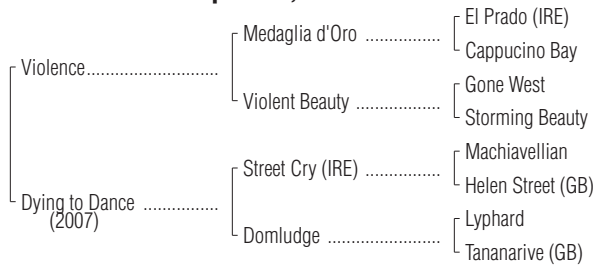 El Prado (IRE)
Medaglia d'Oro ..................
Cappucino Bay
Violence..............................
Gone West
Violent Beauty ....................
Storming Beauty
Machiavellian
Street Cry (IRE) ..................
Helen Street (GB)
Dying to Dance ..................
(2007)
Lyphard
Domludge ..........................
Tananarive (GB)